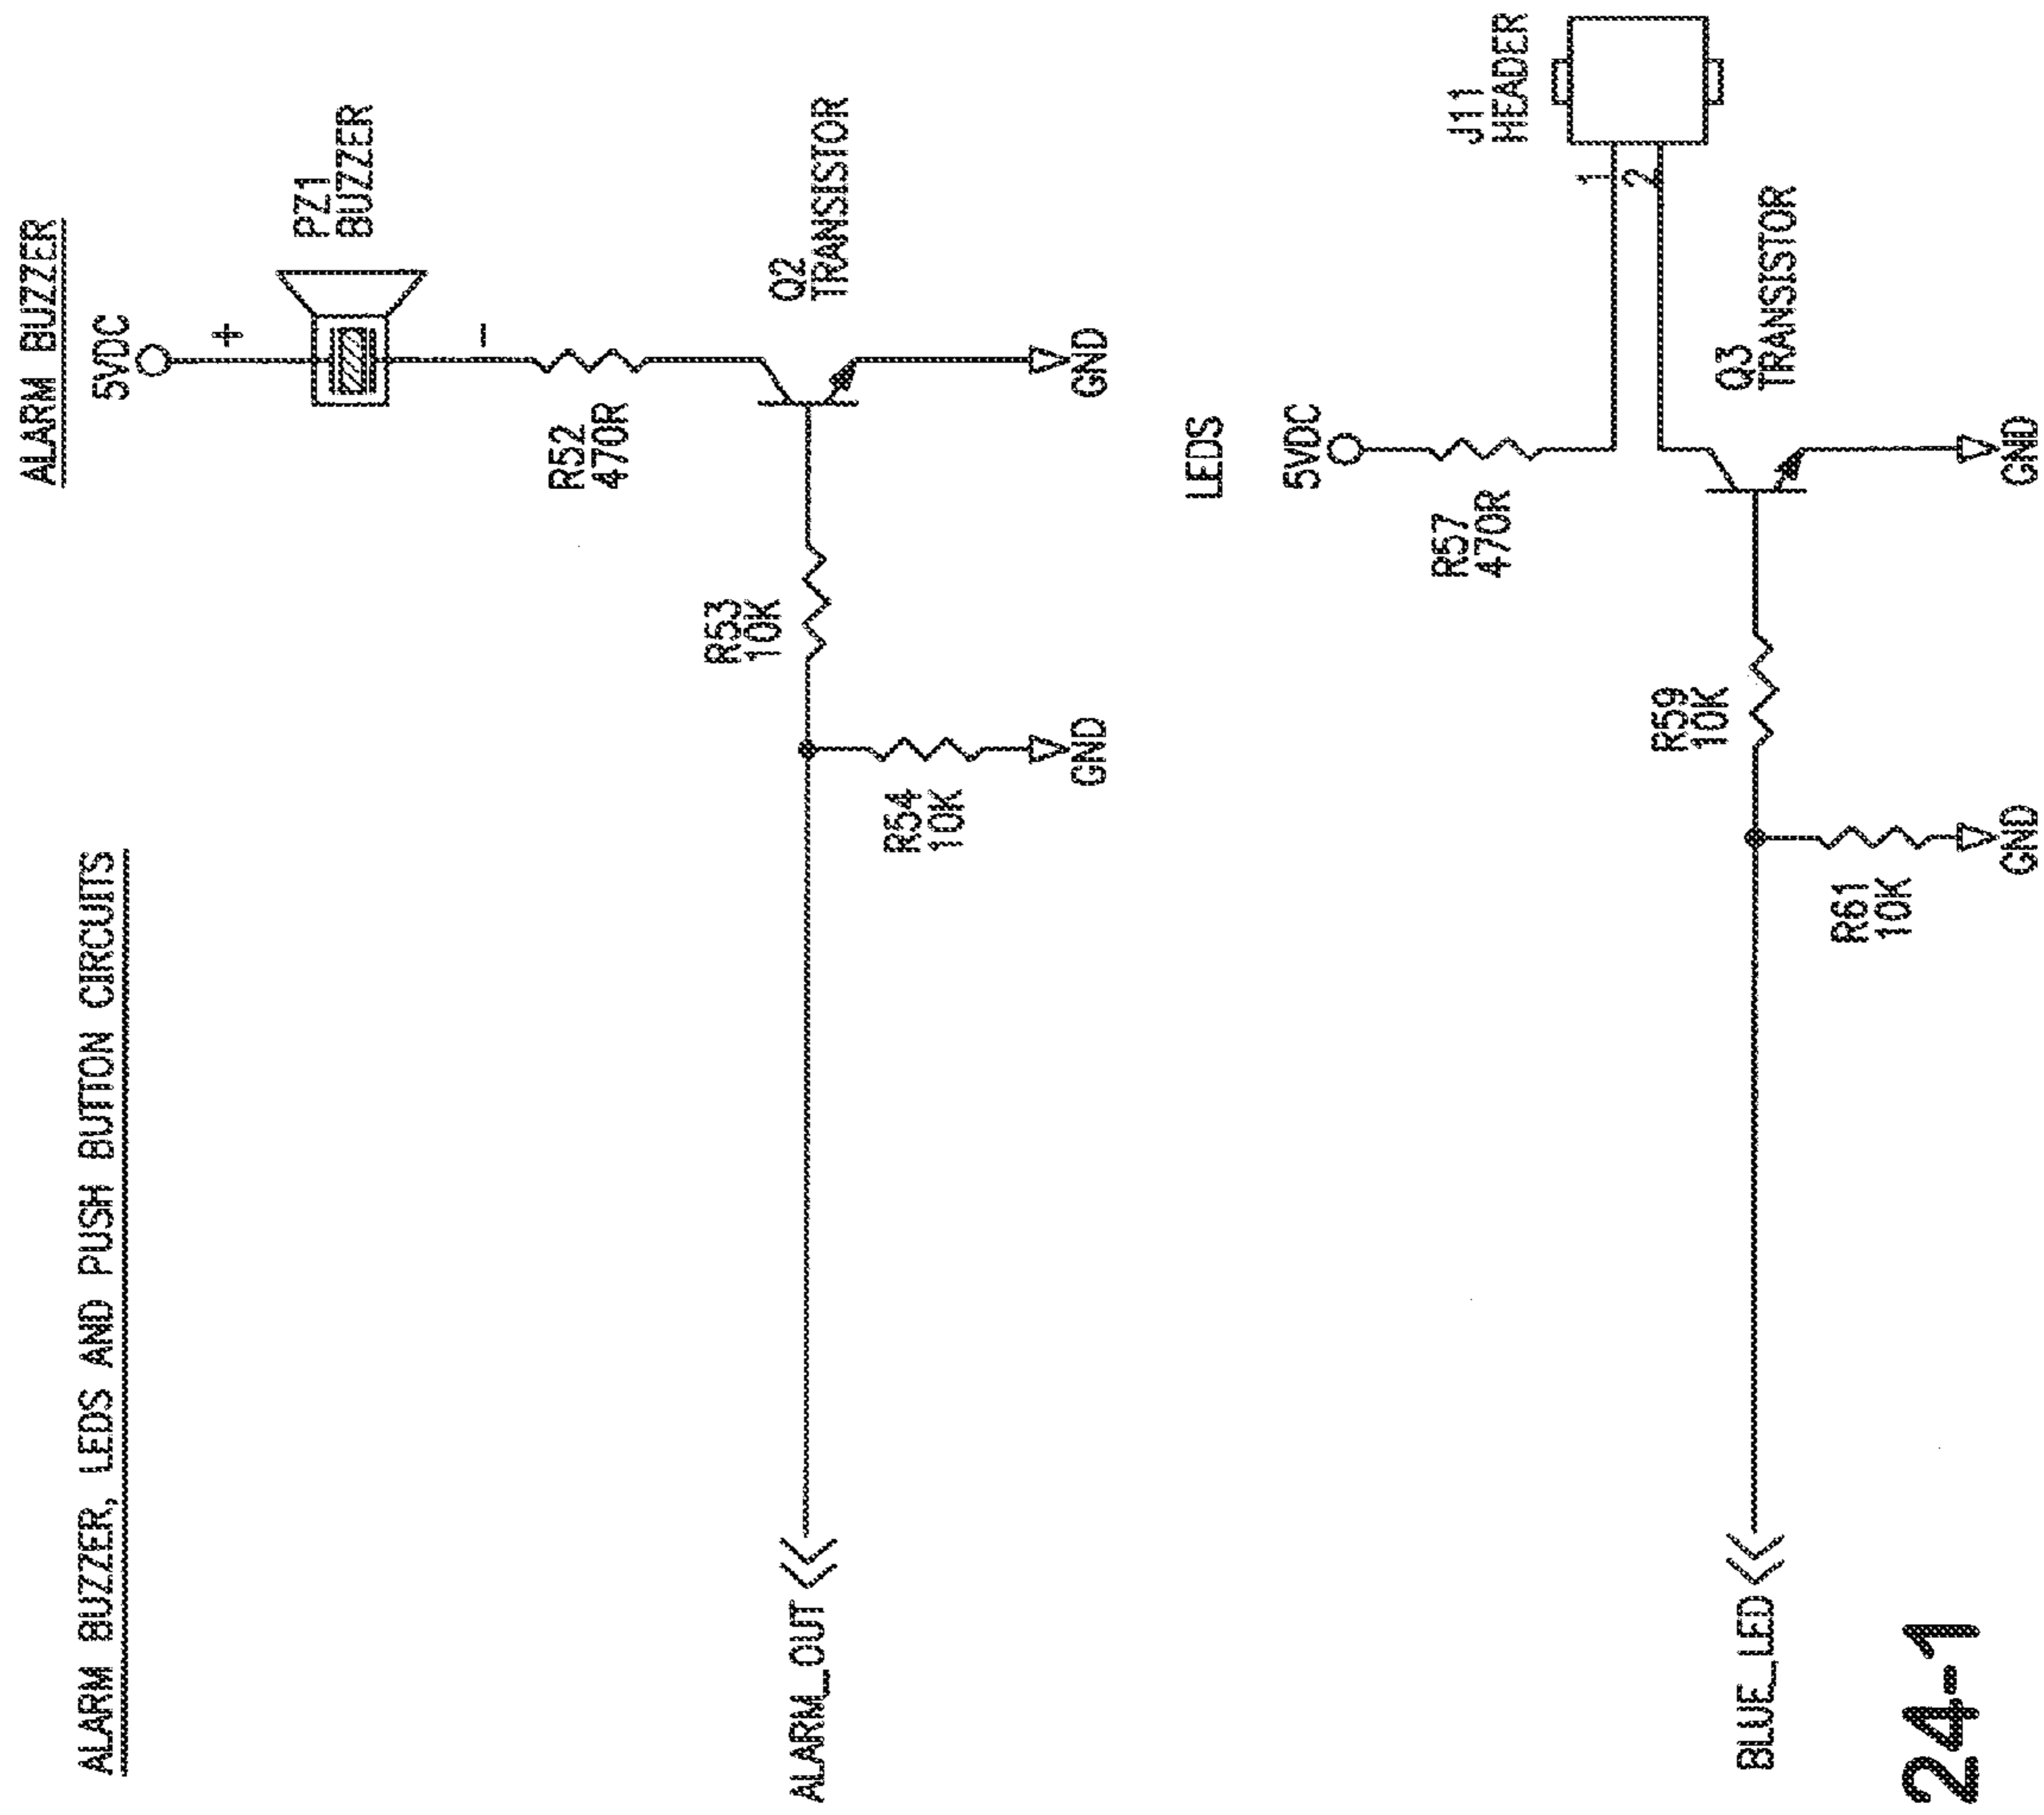 ALARM BUZZER, LEDS AND PUSH BUTTON CIRCUITS
ALARM BUZZER
5VDC
+
PZ1
BUZZER
-
R52
470R
Q2
TRANSISTOR
R53
10K
ALARM_OUT
R54
10K
GND
GND
LEDS
5VDC
J11
HEADER
R57
470R
1
2
Q3
TRANSISTOR
R59
10K
BLUE_LED
R61
10K
GND
GND
24-1